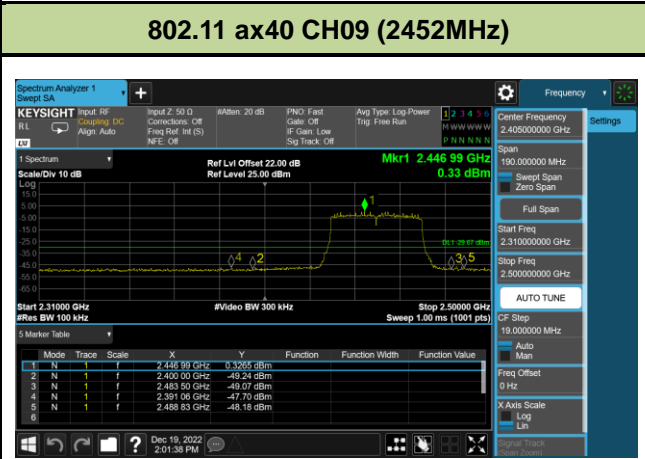 802.11 ax40 CH09 (2452MHz)
Spectrum Analyzer 1
Swept SA
Frequency
KEYSIGHT Input: RF Input Z: 50 Ω #Atten: 20 dB PNO: Fast Avg Type: Log-Power 1 2 3 4 5 6
RL Coupling: DC Corrections: Off Gate: Off Trig: Free Run M W W W W W
Align: Auto Freq Ref: Int (S) IF Gain: Low
NFE: Off Sig Track: Off P N N N N N
Center Frequency
2.405000000 GHz
Settings
Span
190.000000 MHz
Swept Span
Zero Span
Full Span
Start Freq
2.310000000 GHz
Stop Freq
2.500000000 GHz
AUTO TUNE
CF Step
19.000000 MHz
Auto
Man
Freq Offset
0 Hz
X Axis Scale
Log
Lin
Signal Track
(Span Zoom)
1 Spectrum
Scale/Div 10 dB
Ref Lvl Offset 22.00 dB
Ref Level 25.00 dBm
Mkr1 2.446 99 GHz
0.33 dBm
Log
15.0
5.00
-5.00
-15.0
-25.0
-35.0
-45.0
-55.0
-65.0
1
DL1 -29.67 dBm
4 2 3 5
Start 2.31000 GHz #Video BW 300 kHz Stop 2.50000 GHz
#Res BW 100 kHz Sweep 1.00 ms (1001 pts)
5 Marker Table
Mode Trace Scale X Y Function Function Width Function Value
1 N 1 f 2.446 99 GHz 0.3265 dBm
2 N 1 f 2.400 00 GHz -49.24 dBm
3 N 1 f 2.483 50 GHz -49.07 dBm
4 N 1 f 2.391 06 GHz -47.70 dBm
5 N 1 f 2.488 83 GHz -48.18 dBm
6
Dec 19, 2022
2:01:38 PM